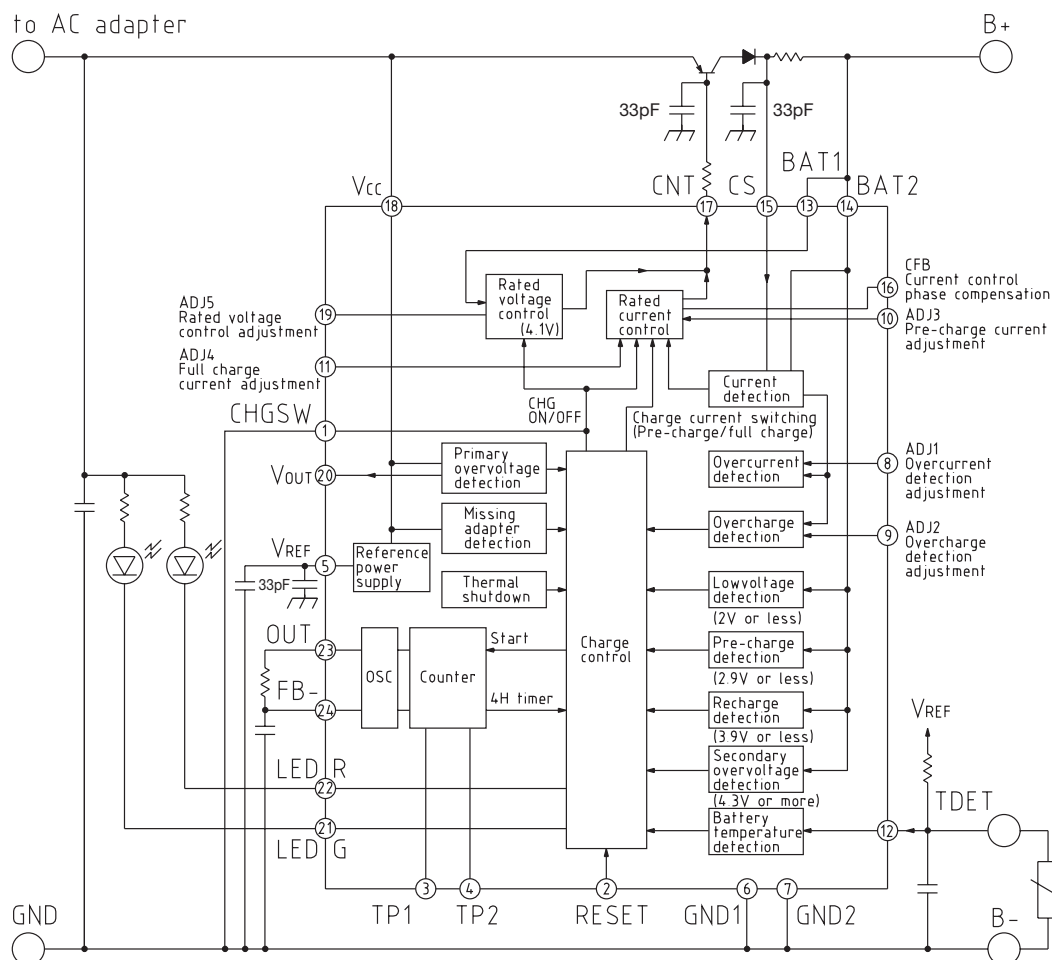 to AC adapter
B+
33pF
33pF
BAT1
VCC
CNT
CS
BAT2
18
17
15
13
14
CFB
Current control
phase compensation
16
ADJ5
Rated voltage
control adjustment
19
Rated
voltage
control
(4.1V)
Rated
current
control
10
ADJ3
Pre-charge current
adjustment
ADJ4
Full charge
current adjustment
11
Current
detection
CHG
ON/OFF
Charge current switching
(Pre-charge/full charge)
CHGSW
1
VOUT
20
Primary
overvoltage
detection
Overcurrent
detection
8
ADJ1
Overcurrent
detection
adjustment
Missing
adapter
detection
Overcharge
detection
9
ADJ2
Overcharge
detection
adjustment
VREF
5
Reference
power
supply
33pF
Thermal
shutdown
Lowvoltage
detection
(2V or less)
OUT
23
OSC
Counter
Start
Charge
control
Pre-charge
detection
(2.9V or less)
FB-
24
4H timer
Recharge
detection
(3.9V or less)
VREF
Secondary
overvoltage
detection
(4.3V or more)
LED R
22
TDET
LED G
21
Battery
temperature
detection
12
3
4
2
6
7
TP1
TP2
RESET
GND1
GND2
GND
B-